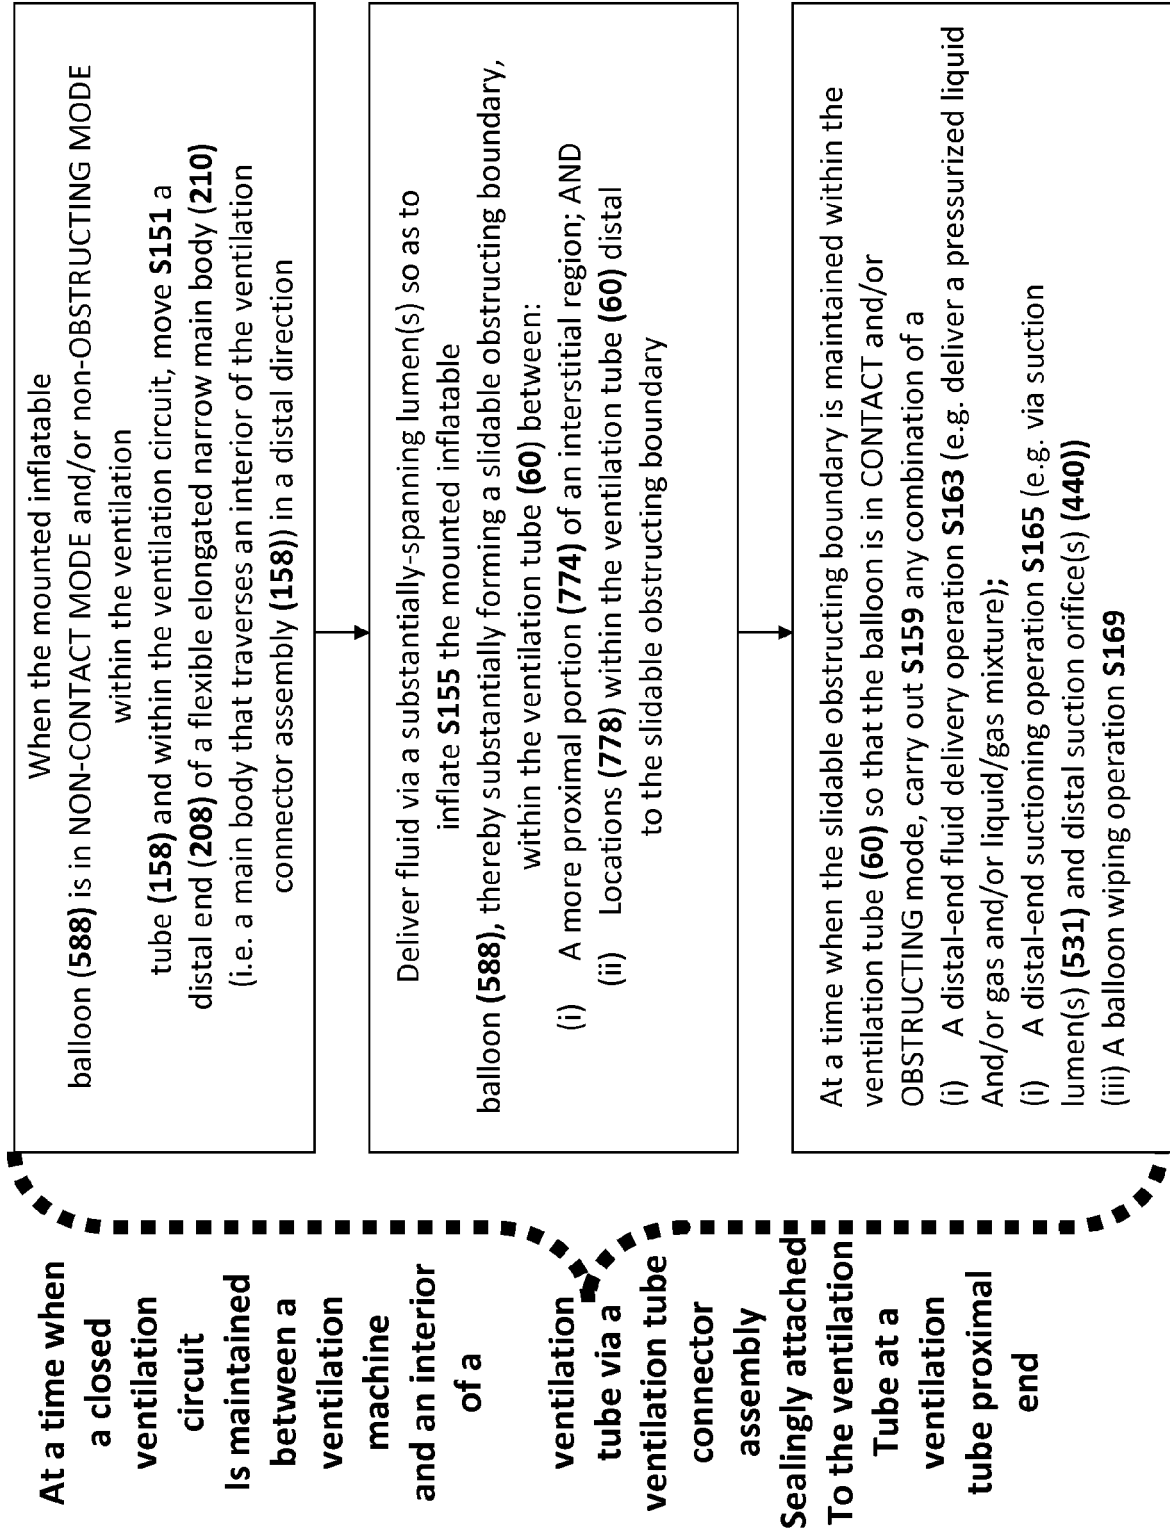 At a time when
a closed
ventilation
circuit
Is maintained
between a
ventilation
machine
and an interior
of a
ventilation
tube via a
ventilation tube
connector
assembly
Sealingly attached
To the ventilation
Tube at a
ventilation
tube proximal
end
When the mounted inflatable
balloon (588) is in NON-CONTACT MODE and/or non-OBSTRUCTING MODE
within the ventilation
tube (158) and within the ventilation circuit, move S151 a
distal end (208) of a flexible elongated narrow main body (210)
(i.e. a main body that traverses an interior of the ventilation
connector assembly (158)) in a distal direction
Deliver fluid via a substantially-spanning lumen(s) so as to
inflate S155 the mounted inflatable
balloon (588), thereby substantially forming a slidable obstructing boundary,
within the ventilation tube (60) between:
(i) A more proximal portion (774) of an interstitial region; AND
(ii) Locations (778) within the ventilation tube (60) distal
to the slidable obstructing boundary
At a time when the slidable obstructing boundary is maintained within the
ventilation tube (60) so that the balloon is in CONTACT and/or
OBSTRUCTING mode, carry out S159 any combination of a
(i) A distal-end fluid delivery operation S163 (e.g. deliver a pressurized liquid
And/or gas and/or liquid/gas mixture);
(i) A distal-end suctioning operation S165 (e.g. via suction
lumen(s) (531) and distal suction orifice(s) (440))
(iii) A balloon wiping operation S169